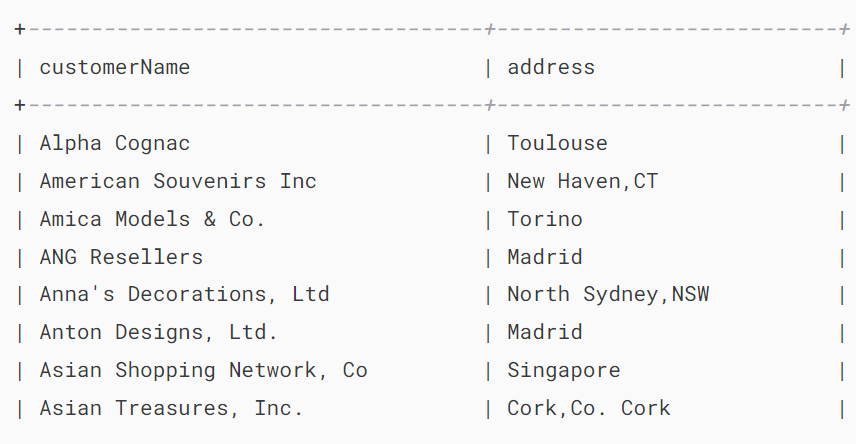 +------------------------------------+---------------------------+
| customerName                       | address                   |
+------------------------------------+---------------------------+
| Alpha Cognac                       | Toulouse                  |
| American Souvenirs Inc             | New Haven,CT              |
| Amica Models & Co.                 | Torino                    |
| ANG Resellers                      | Madrid                    |
| Anna's Decorations, Ltd            | North Sydney,NSW          |
| Anton Designs, Ltd.                | Madrid                    |
| Asian Shopping Network, Co         | Singapore                 |
| Asian Treasures, Inc.              | Cork,Co. Cork             |